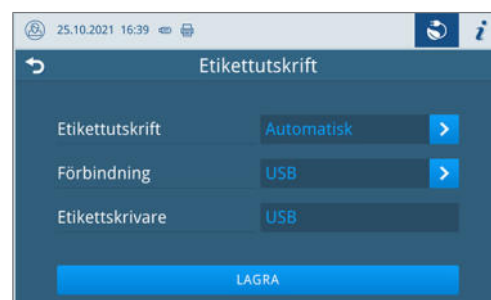 25.10.2021 16:39
i
Etikettutskrift
Etikettutskrift Automatisk
Förbindning USB
Etikettskrivare USB
LAGRA